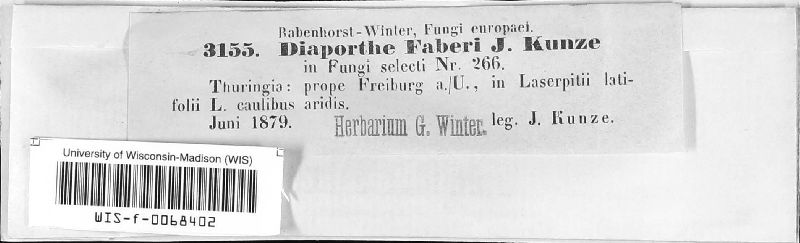 Rabenhorst-Winter, Fungi europaei.
3155. Diaporthe Faberi J. Kunze
in Fungi selecti Nr. 266.
Thuringia: prope Freiburg a./U., in Laserpitii lati-
folii L. caulibus aridis.
Juni 1879. Herbarium G. Winter. leg. J. Kunze.
University of Wisconsin-Madison (WIS)
WIS-f-0068402